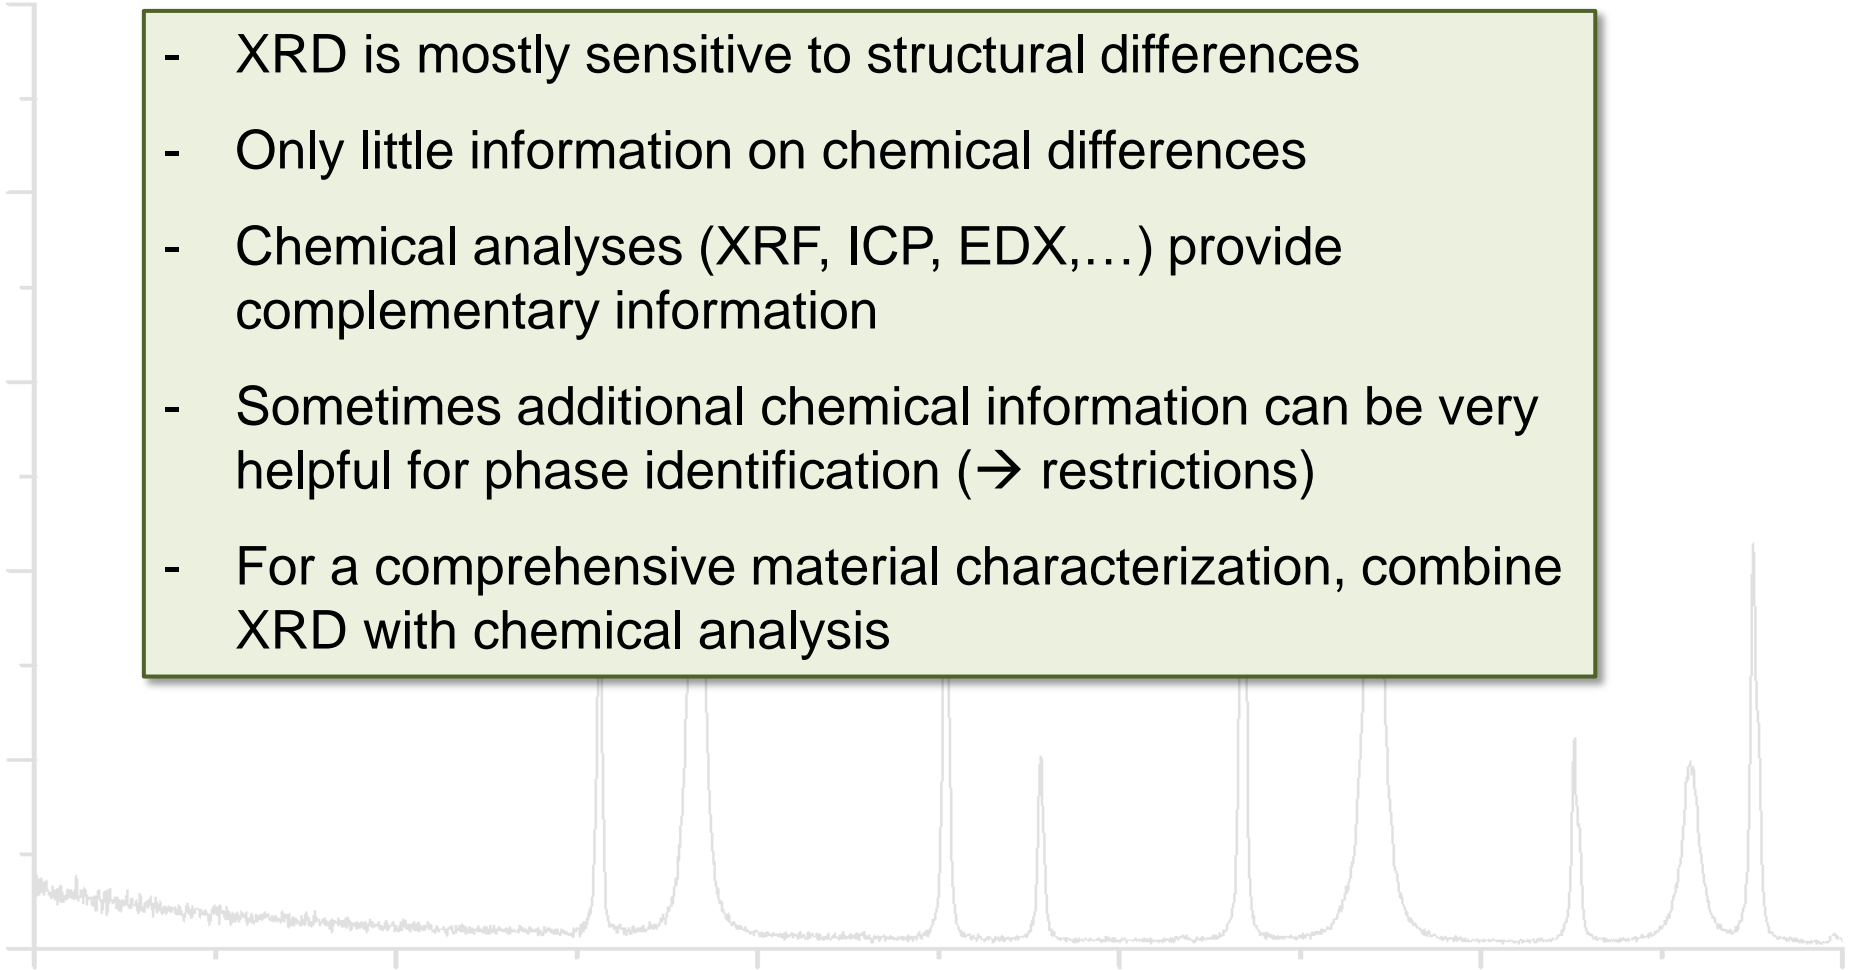 - XRD is mostly sensitive to structural differences
- Only little information on chemical differences
- Chemical analyses (XRF, ICP, EDX,…) provide
complementary information
- Sometimes additional chemical information can be very
helpful for phase identification (→ restrictions)
- For a comprehensive material characterization, combine
XRD with chemical analysis